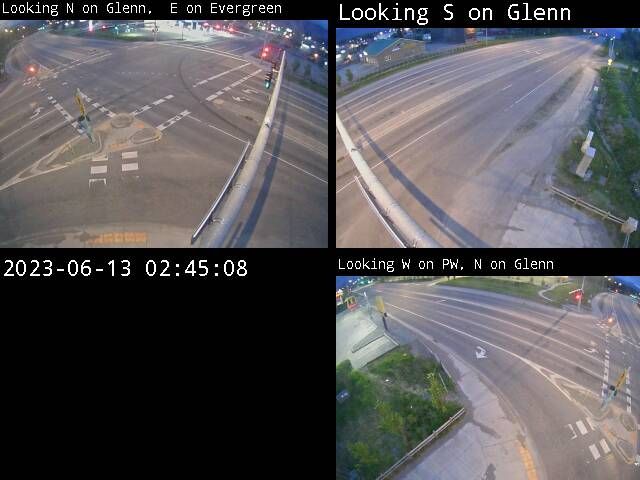 Looking N on Glenn, E on Evergreen
Looking S on Glenn
2023-06-13 02:45:08
Looking W on PW, N on Glenn